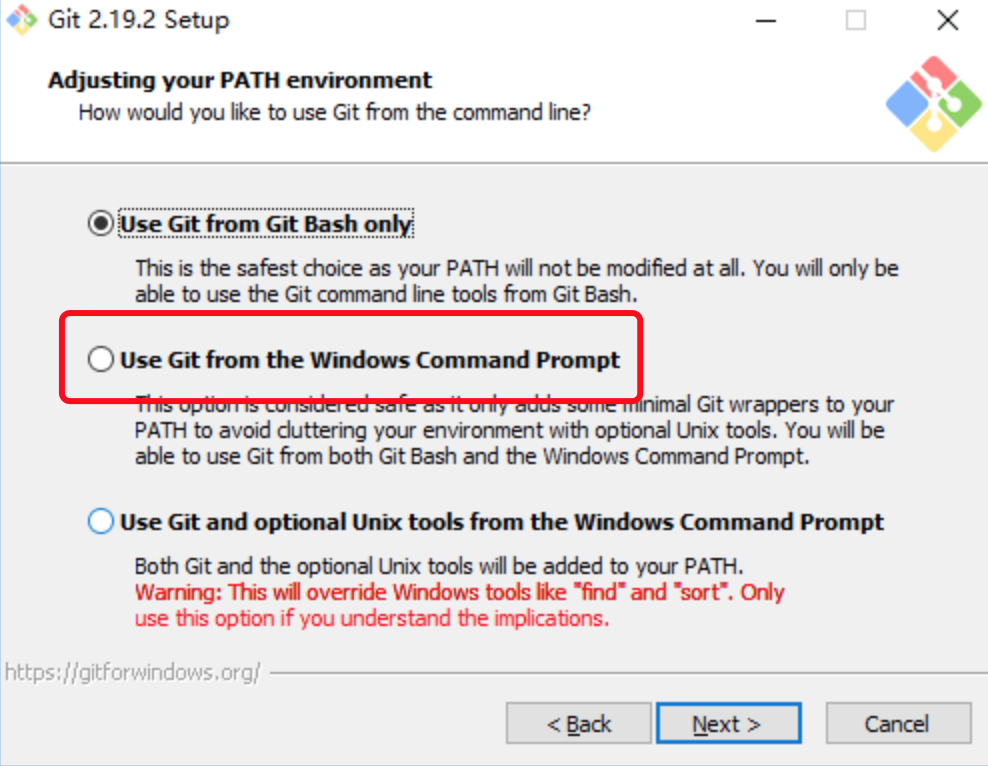 Git 2.19.2 Setup
Adjusting your PATH environment
How would you like to use Git from the command line?
Use Git from Git Bash only
This is the safest choice as your PATH will not be modified at all. You will only be
able to use the Git command line tools from Git Bash.
Use Git from the Windows Command Prompt
This option is considered safe as it only adds some minimal Git wrappers to your
PATH to avoid cluttering your environment with optional Unix tools. You will be
able to use Git from both Git Bash and the Windows Command Prompt.
Use Git and optional Unix tools from the Windows Command Prompt
Both Git and the optional Unix tools will be added to your PATH.
Warning: This will override Windows tools like "find" and "sort". Only
use this option if you understand the implications.
https://gitforwindows.org/
< Back Next > Cancel